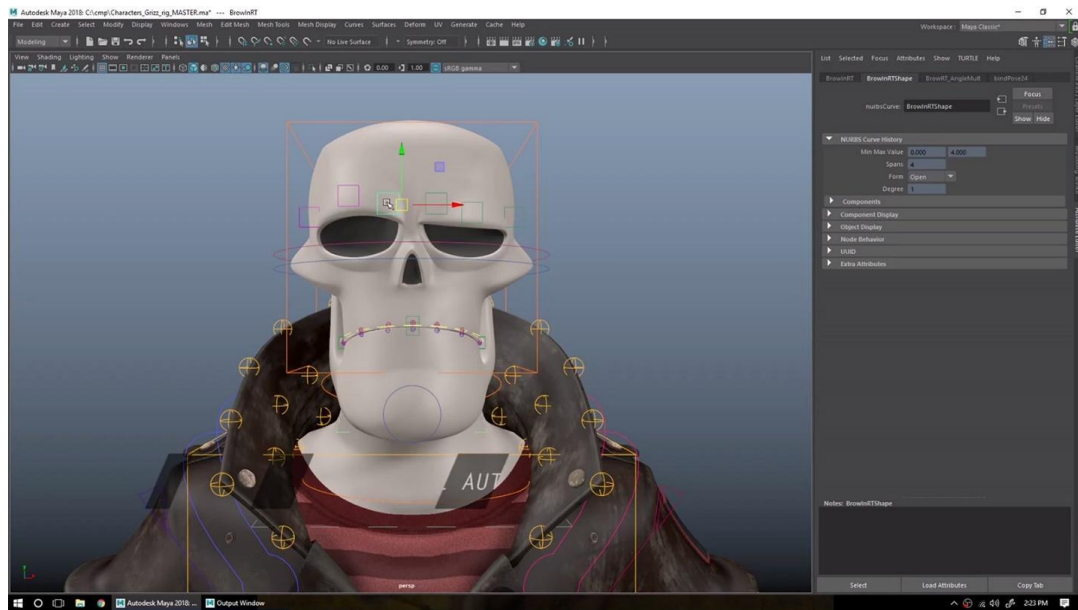 Autodesk Maya 2018: C:\cmp\Characters_Grizz_rig_MASTER.ma* --- BrowInRT
File Edit Create Select Modify Display Windows Mesh Edit Mesh Mesh Tools Mesh Display Curves Surfaces Deform UV Generate Cache Help
Workspace : Maya Classic*
Modeling No Live Surface Symmetry: Off
View Shading Lighting Show Renderer Panels
0.00 1.00 sRGB gamma
List Selected Focus Attributes Show TURTLE Help
BrowInRT BrowInRTShape BrowRT_AngleMult bindPose24
Focus
nurbsCurve: BrowInRTShape
Presets
Show Hide
NURBS Curve History
Min Max Value 0.000 4.000
Spans 4
Form Open
Degree 1
Components
Component Display
Object Display
Node Behavior
UUID
Extra Attributes
AUT
Notes: BrowInRTShape
persp
Select Load Attributes Copy Tab
Autodesk Maya 2018: ... Output Window
2:23 PM